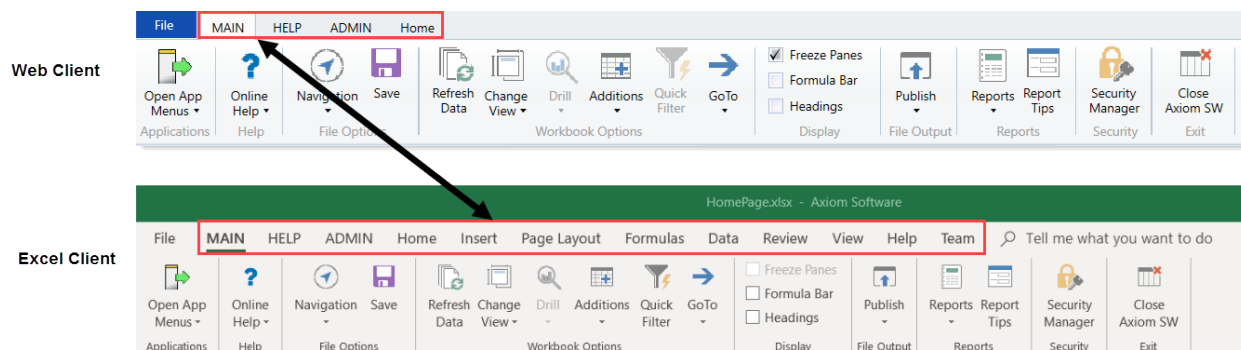 File MAIN HELP ADMIN Home
Web Client
Open App Online Navigation Save Refresh Change Drill Additions Quick GoTo Freeze Panes Publish Reports Report Security Close
Menus Help Data View Filter Formula Bar Tips Manager Axiom SW
Headings
Applications Help File Options Workbook Options Display File Output Reports Security Exit
HomePage.xlsx - Axiom Software
Excel Client
File MAIN HELP ADMIN Home Insert Page Layout Formulas Data Review View Help Team Tell me what you want to do
Open App Online Navigation Save Refresh Change Drill Additions Quick GoTo Freeze Panes Publish Reports Report Security Close
Menus Help Data View Filter Formula Bar Tips Manager Axiom SW
Headings
Applications Help File Options Workbook Options Display File Output Reports Security Exit